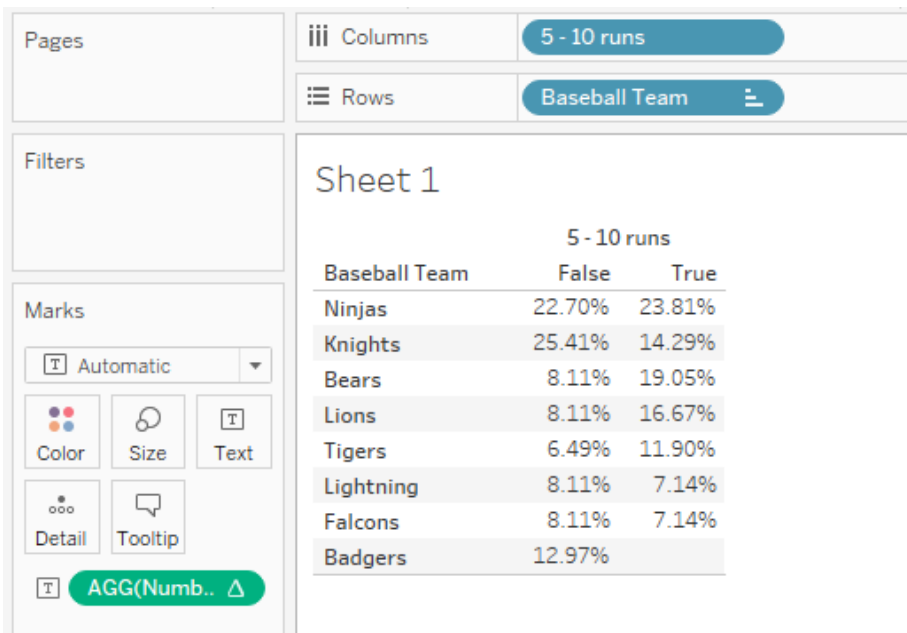 Pages
Columns
5 - 10 runs
Rows
Baseball Team
Filters
Sheet 1
5 - 10 runs
Baseball Team False True
Ninjas 22.70% 23.81%
Knights 25.41% 14.29%
Bears 8.11% 19.05%
Lions 8.11% 16.67%
Tigers 6.49% 11.90%
Lightning 8.11% 7.14%
Falcons 8.11% 7.14%
Badgers 12.97%
Marks
T Automatic
T
Color Size Text
Detail Tooltip
T AGG(Numb.. Δ